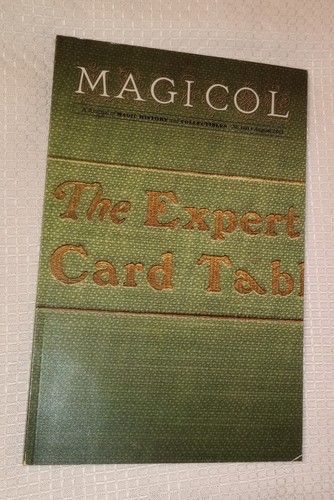 MAGICOL
A Journal of MAGIC HISTORY and COLLECTIBLES
The Expert
Card Tabl